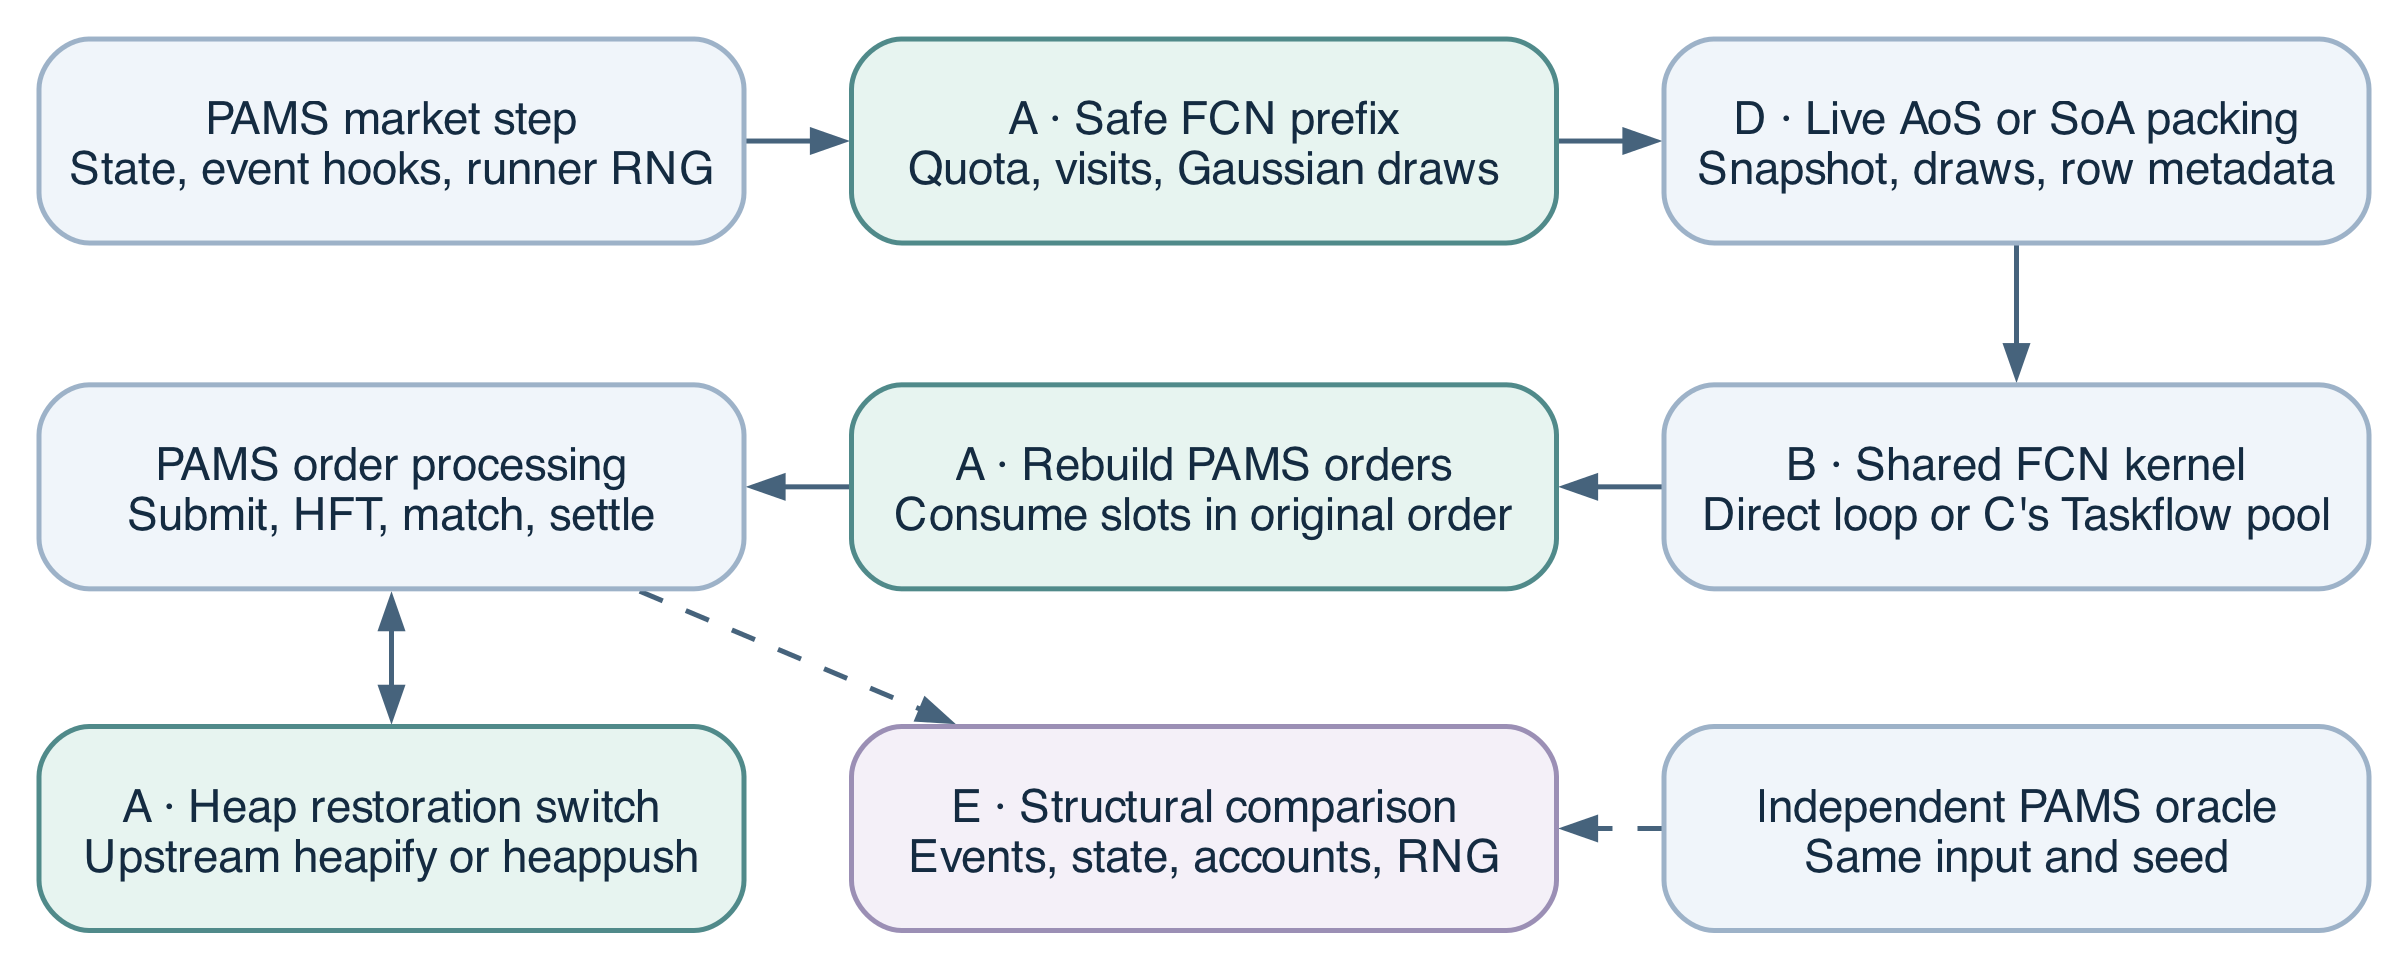 PAMS market step
State, event hooks, runner RNG
A · Safe FCN prefix
Quota, visits, Gaussian draws
D · Live AoS or SoA packing
Snapshot, draws, row metadata
PAMS order processing
Submit, HFT, match, settle
A · Rebuild PAMS orders
Consume slots in original order
B · Shared FCN kernel
Direct loop or C's Taskflow pool
A · Heap restoration switch
Upstream heapify or heappush
E · Structural comparison
Events, state, accounts, RNG
Independent PAMS oracle
Same input and seed